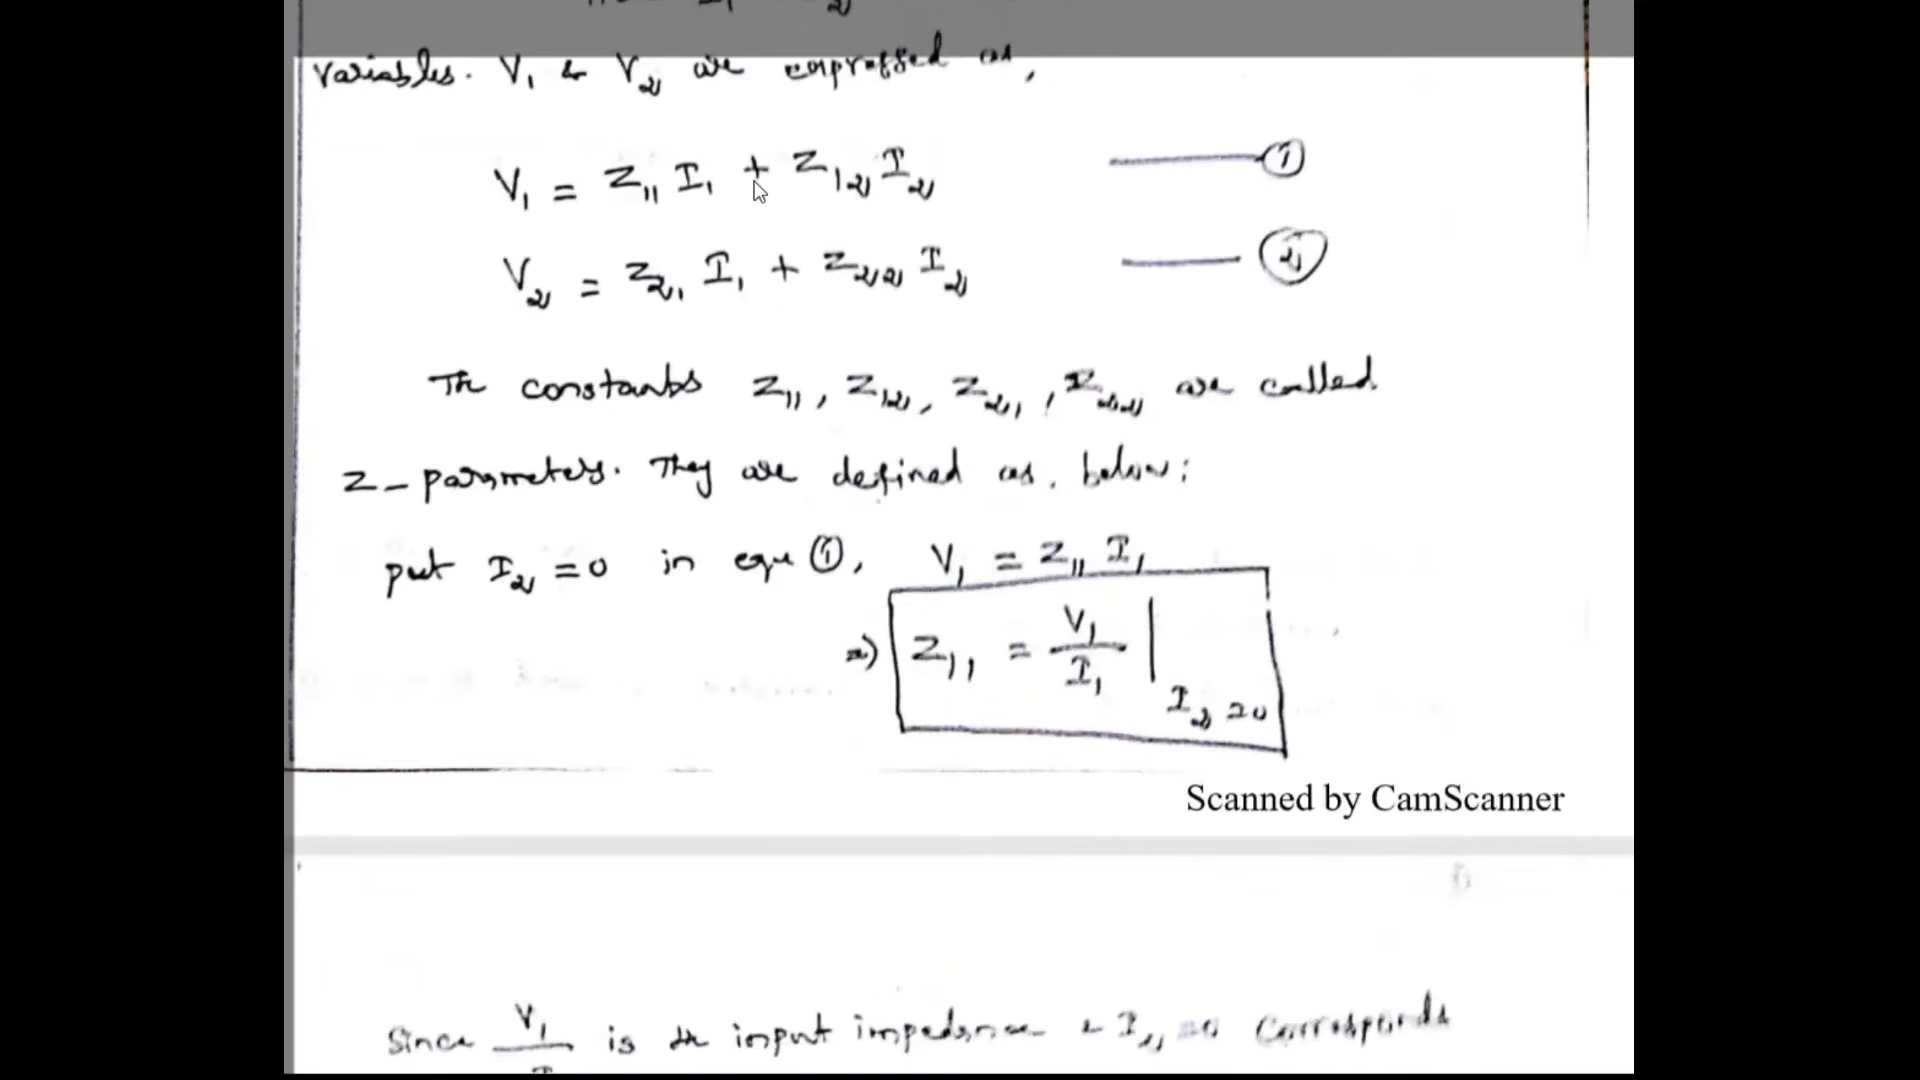 variables. V₁ & V₂ are expressed as,
V₁ = Z₁₁ I₁ + Z₁₂ I₂ ——— ①
V₂ = Z₂₁ I₁ + Z₂₂ I₂ ——— ②
The constants Z₁₁, Z₁₂, Z₂₁, Z₂₂ are called
Z-parameters. They are defined as below:
put I₂ = 0 in equ ①, V₁ = Z₁₁ I₁
⇒ Z₁₁ = V₁/I₁ | I₂ = 0
Scanned by CamScanner
Since V₁ is the input impedance & I = 0 corresponds